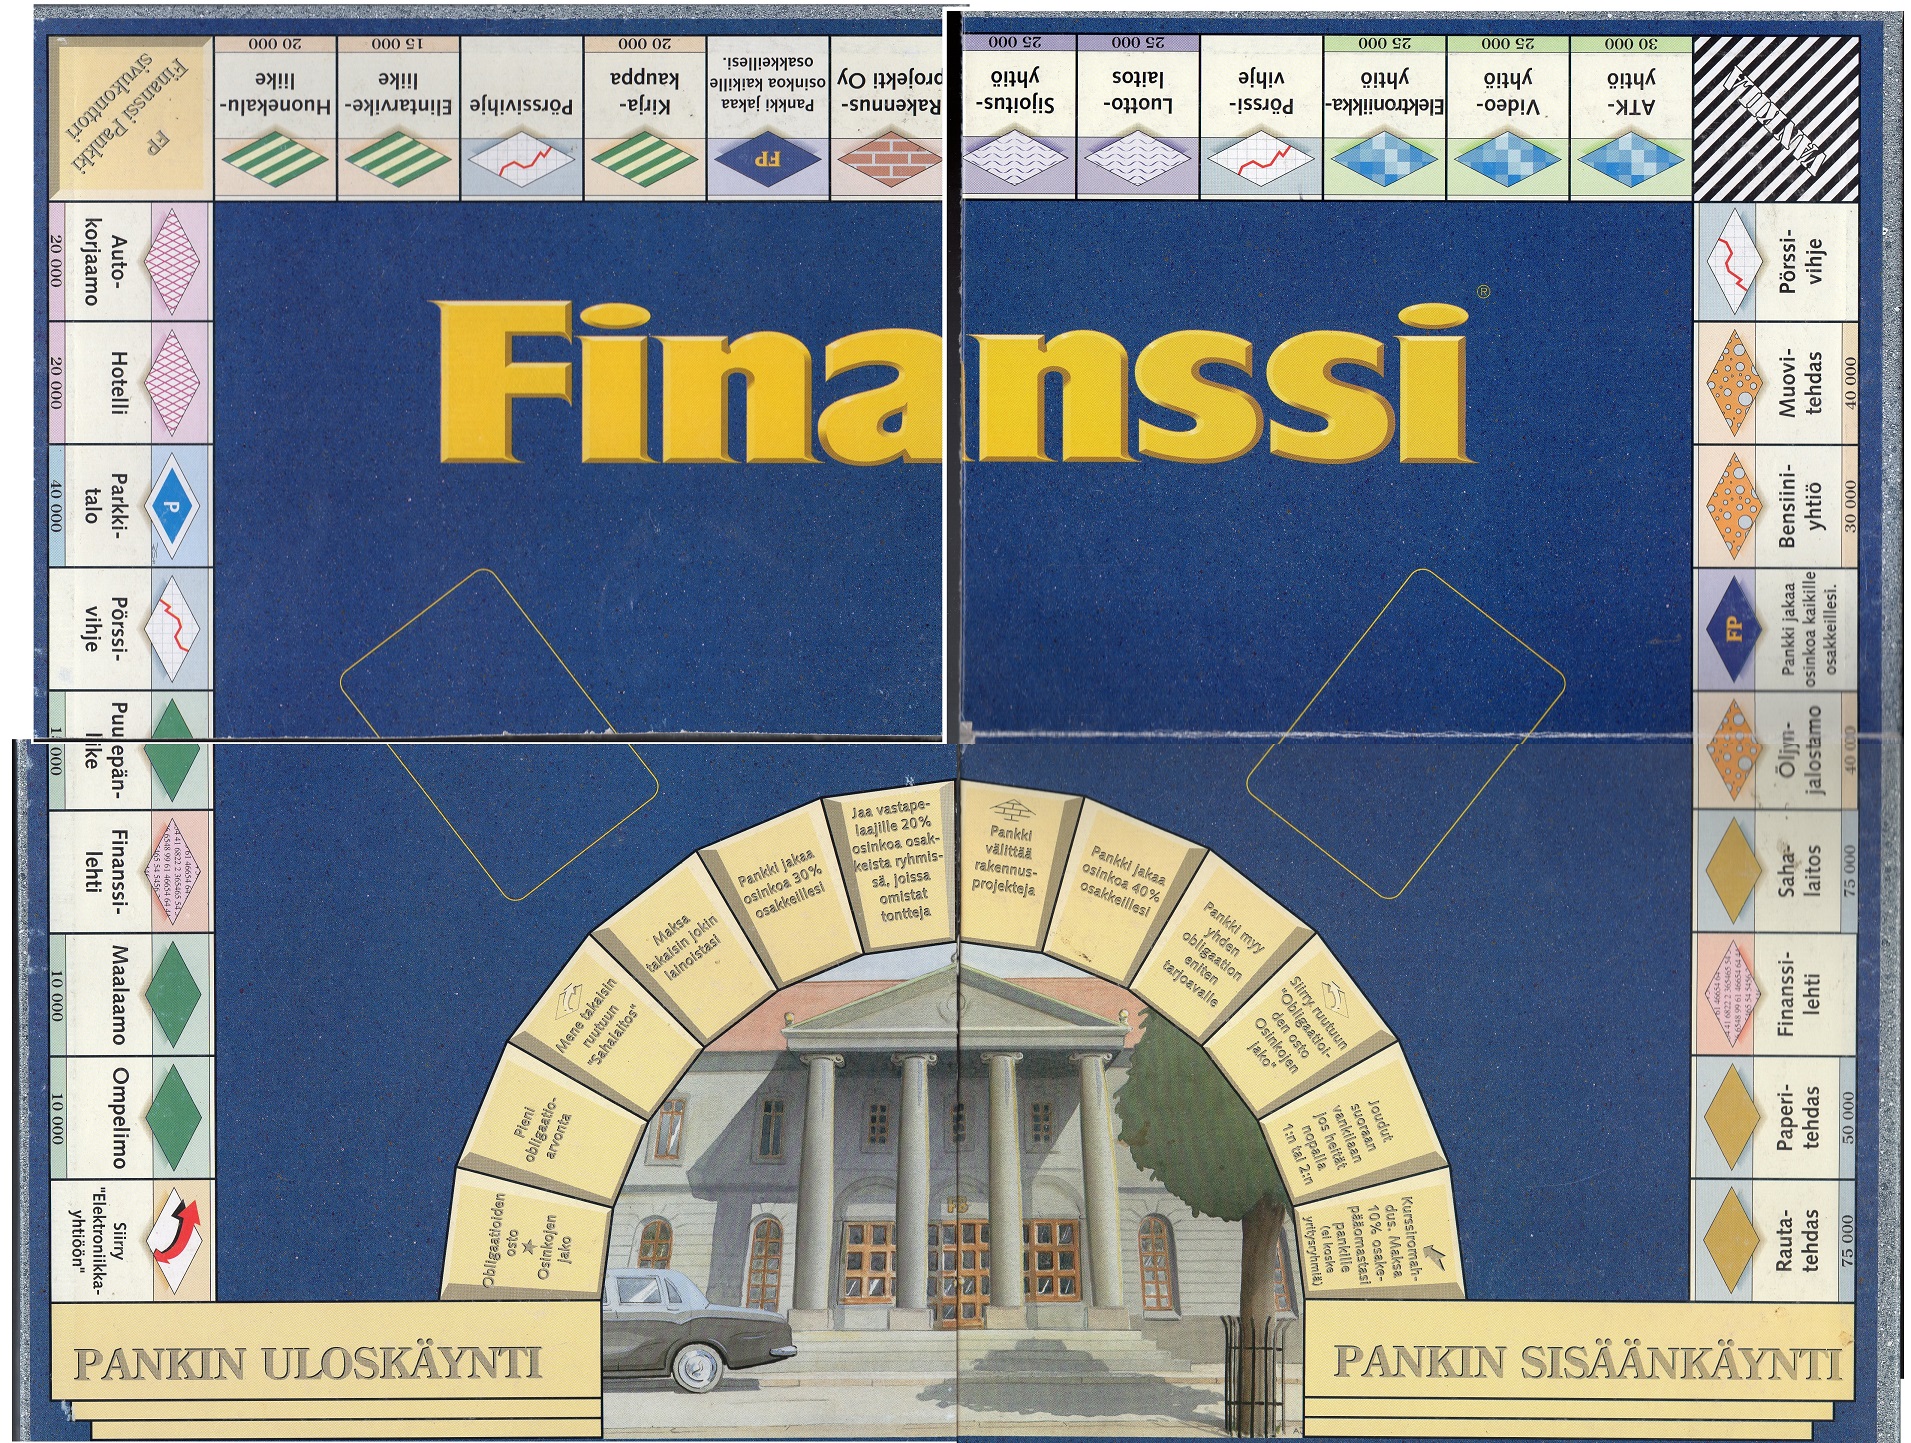 FP
Finanssi Pankki
sivukonttori
20 000
Huonekalu-
liike
15 000
Elintarvike-
liike
Pörssivihje
20 000
Kirja-
kauppa
Pankki jakaa
osinkoa kaikille
osakkeillesi.
FP
Rakennus-
projekti Oy
25 000
Sijoitus-
yhtiö
25 000
Luotto-
laitos
Pörssi-
vihje
25 000
Elektroniikka-
yhtiö
25 000
Video-
yhtiö
30 000
ATK-
yhtiö
VANKILA
Finanssi®
Auto-
korjaamo
20 000
Hotelli
20 000
Parkki-
talo
40 000
P
Pörssi-
vihje
Finanssi-
lehti
Maalaamo
10 000
Ompelimo
10 000
Siirry
"Elektroniikka-
yhtiöön"
Pörssi-
vihje
Muovi-
tehdas
40 000
Bensiini-
yhtiö
30 000
FP
Pankki jakaa
osinkoa kaikille
osakkeillesi.
Öljyn-
jalostamo
40 000
Saha-
laitos
75 000
Finanssi-
lehti
Paperi-
tehdas
50 000
Rauta-
tehdas
75 000
Obligaatioiden
osto
Osinkojen
jako
Pieni
obligaatio-
arvonta
Mene takaisin
ruutuun
"Sahalaitos"
Maksa
takaisin jokin
lainoistasi
Pankki jakaa
osinkoa 30%
osakkeillesi
Jaa vastape-
laajille 20%
osinkoa osak-
keista ryhmis-
sä, joissa
omistat
tontteja
Pankki
välittää
rakennus-
projekteja
Pankki jakaa
osinkoa 40%
osakkeillesi
Pankki myy
yhden
obligaation
eniten
tarjoavalle
Siirry ruutuun
"Obligaatioi-
den osto
Osinkojen
jako"
Joudut
suoraan
vankilaan
jos heität
nopalla
1:n tai 2:n
Kurssiromah-
dus. Maksa
10% osake-
pääomastasi
pankille
(ei koske
yritysryhmiä)
PANKIN ULOSKÄYNTI
PANKIN SISÄÄNKÄYNTI